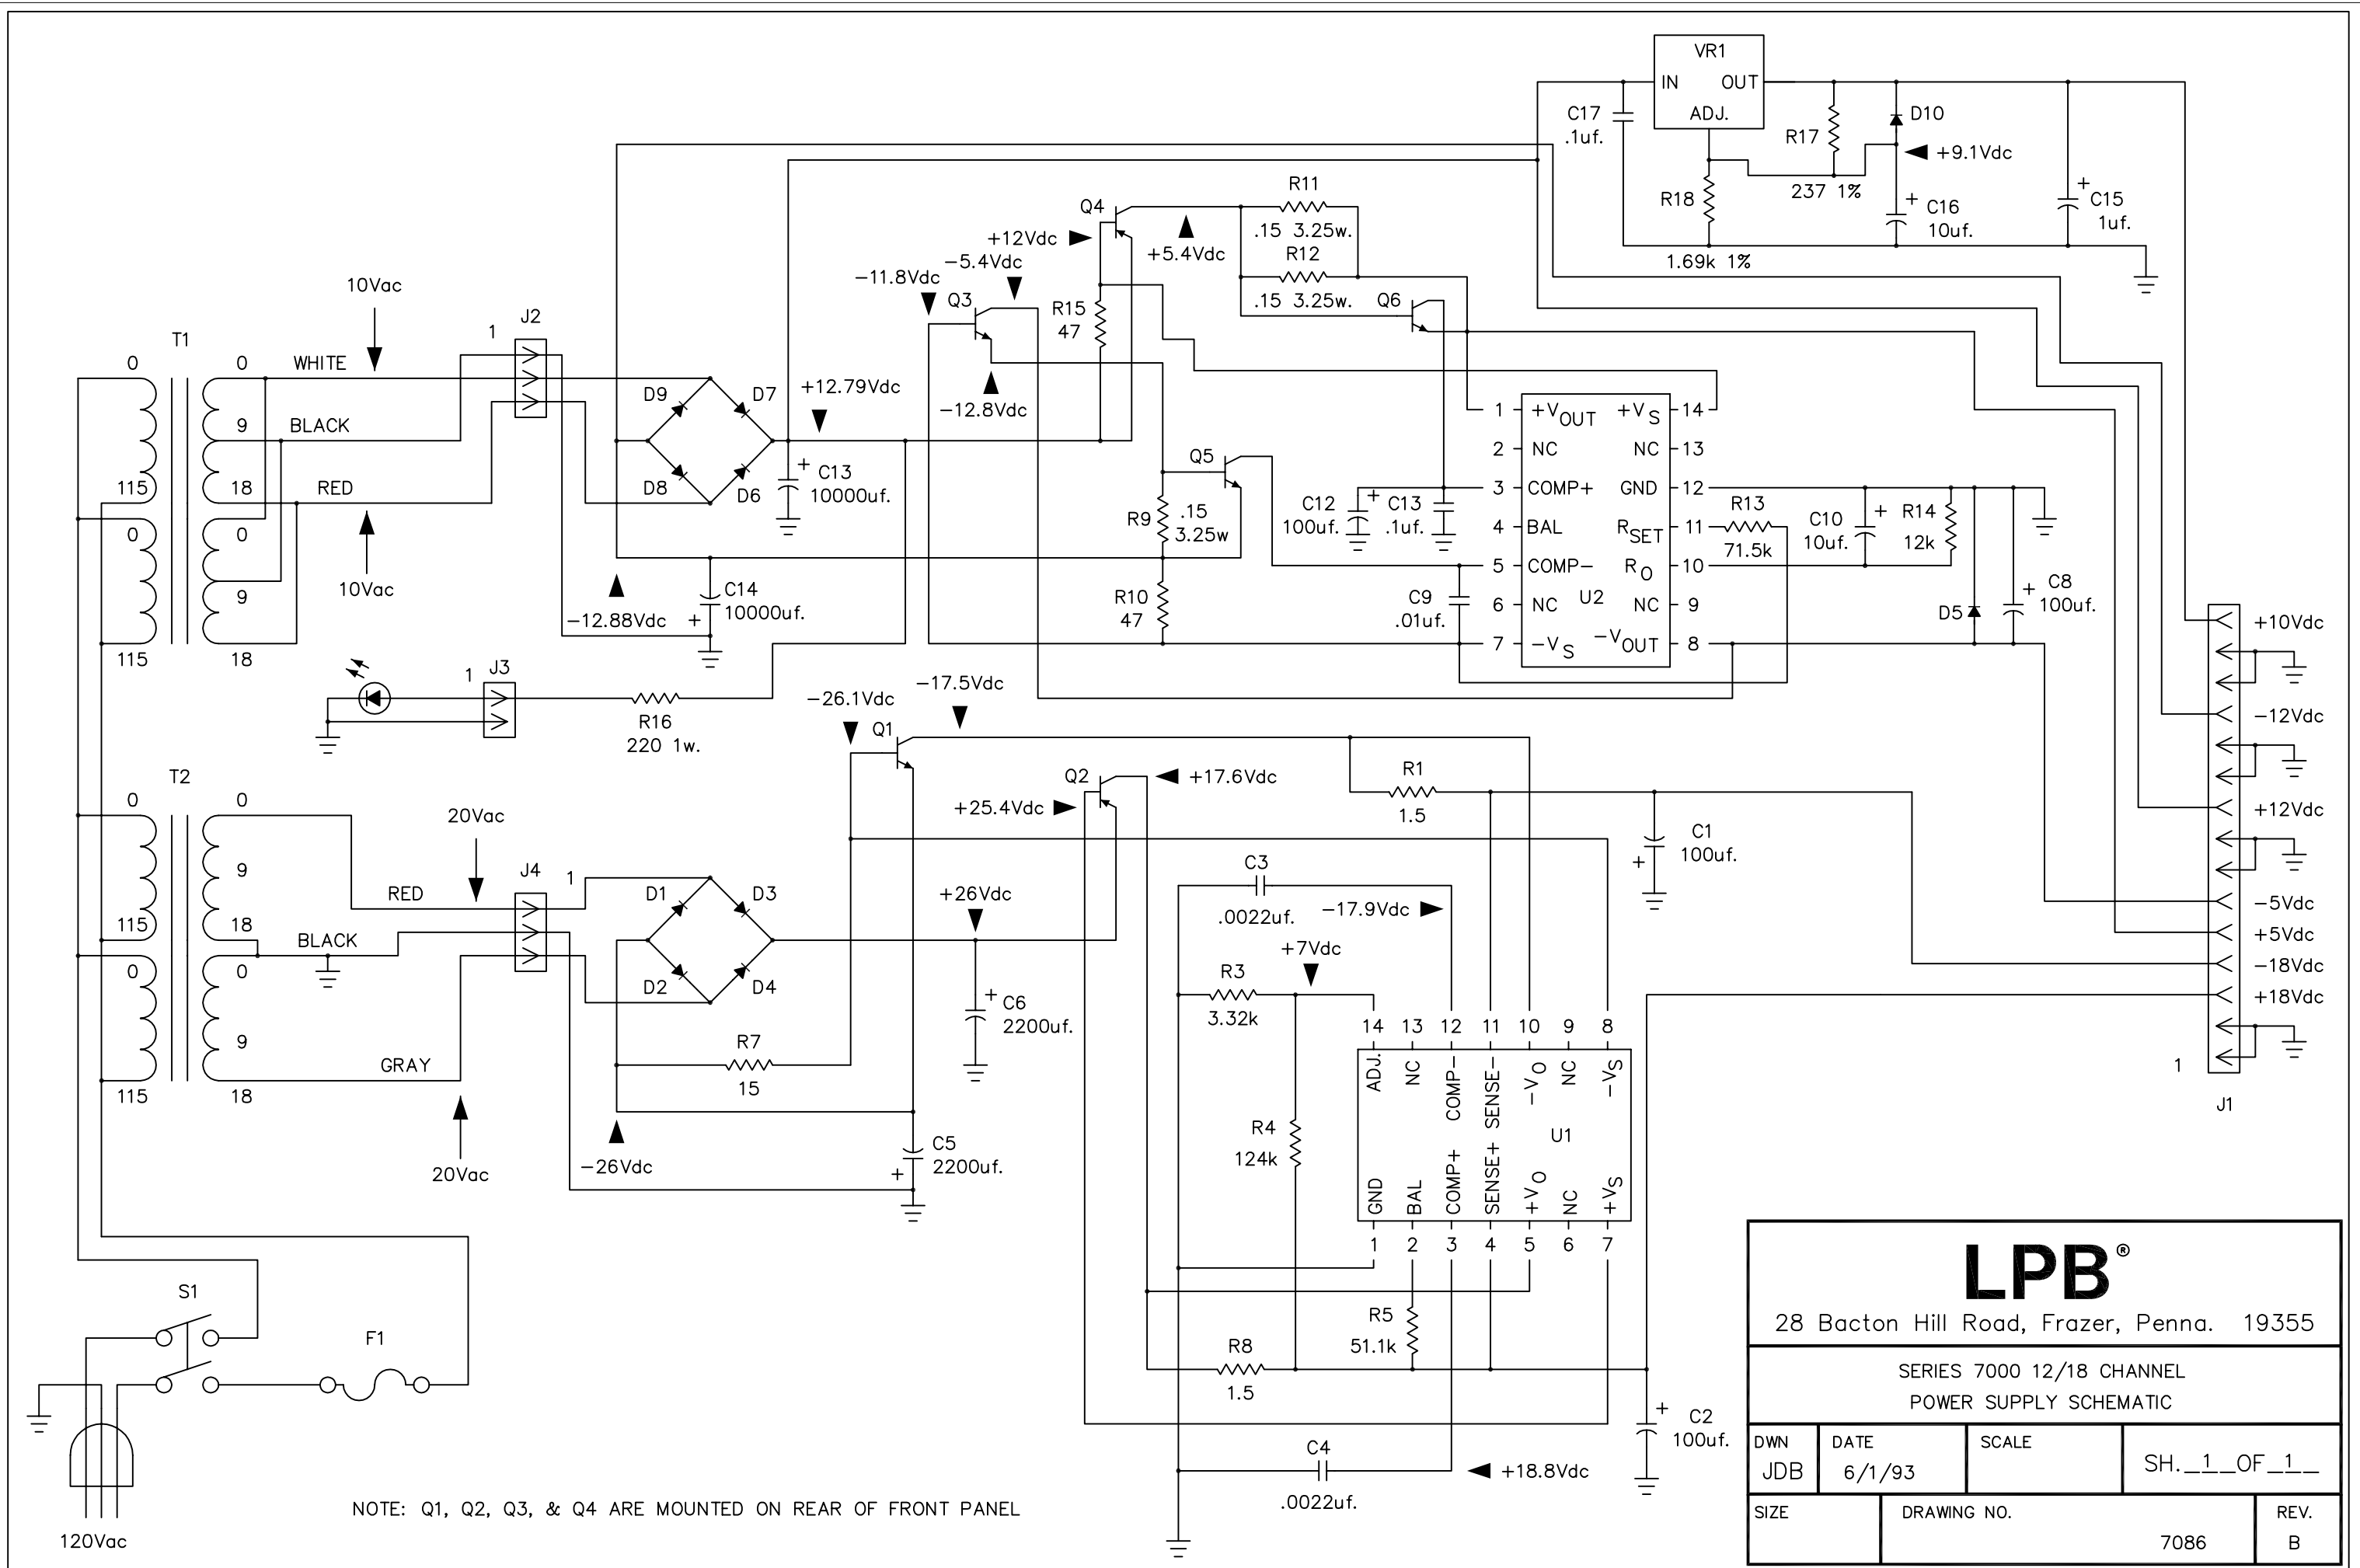 VR1
IN OUT
ADJ.
C17
.1uf.
R17
D10
+9.1Vdc
237 1%
R18
C16
10uf.
C15
1uf.
1.69k 1%
R11
.15 3.25w.
R12
.15 3.25w.
Q4
+12Vdc
+5.4Vdc
-5.4Vdc
-11.8Vdc
Q3
R15
47
Q6
-12.8Vdc
10Vac
T1
0
0
WHITE
9
BLACK
115
18
RED
0
0
9
115
18
10Vac
J2
1
D9
D7
D8
D6
+12.79Vdc
+
C13
10000uf.
Q5
R9
.15
3.25w
R10
47
C14
10000uf.
+
-12.88Vdc
C12
100uf.
+
C13
.1uf.
C9
.01uf.
1 +VOUT +VS 14
2 NC NC 13
3 COMP+ GND 12
4 BAL RSET 11
5 COMP- RO 10
6 NC U2 NC 9
7 -VS -VOUT 8
R13
71.5k
C10
10uf.
+
R14
12k
D5
+
C8
100uf.
J3
1
R16
220 1w.
+10Vdc
-12Vdc
+12Vdc
-5Vdc
+5Vdc
-18Vdc
+18Vdc
1
J1
-26.1Vdc
-17.5Vdc
Q1
Q2
+17.6Vdc
+25.4Vdc
R1
1.5
C1
100uf.
+
T2
0
0
9
115
18
0
0
9
115
18
20Vac
RED
BLACK
GRAY
20Vac
J4
1
D1
D3
D2
D4
+26Vdc
+
C6
2200uf.
R7
15
-26Vdc
C5
2200uf.
+
C3
.0022uf.
-17.9Vdc
+7Vdc
R3
3.32k
R4
124k
14 13 12 11 10 9 8
ADJ. NC COMP- SENSE- -VO NC -VS
U1
GND BAL COMP+ SENSE+ +VO NC +VS
1 2 3 4 5 6 7
R5
51.1k
R8
1.5
+
C2
100uf.
C4
.0022uf.
+18.8Vdc
S1
F1
120Vac
NOTE: Q1, Q2, Q3, & Q4 ARE MOUNTED ON REAR OF FRONT PANEL
LPB®
28 Bacton Hill Road, Frazer, Penna. 19355
SERIES 7000 12/18 CHANNEL
POWER SUPPLY SCHEMATIC
DWN
JDB
DATE
6/1/93
SCALE
SH. 1 OF 1
SIZE
DRAWING NO.
7086
REV.
B